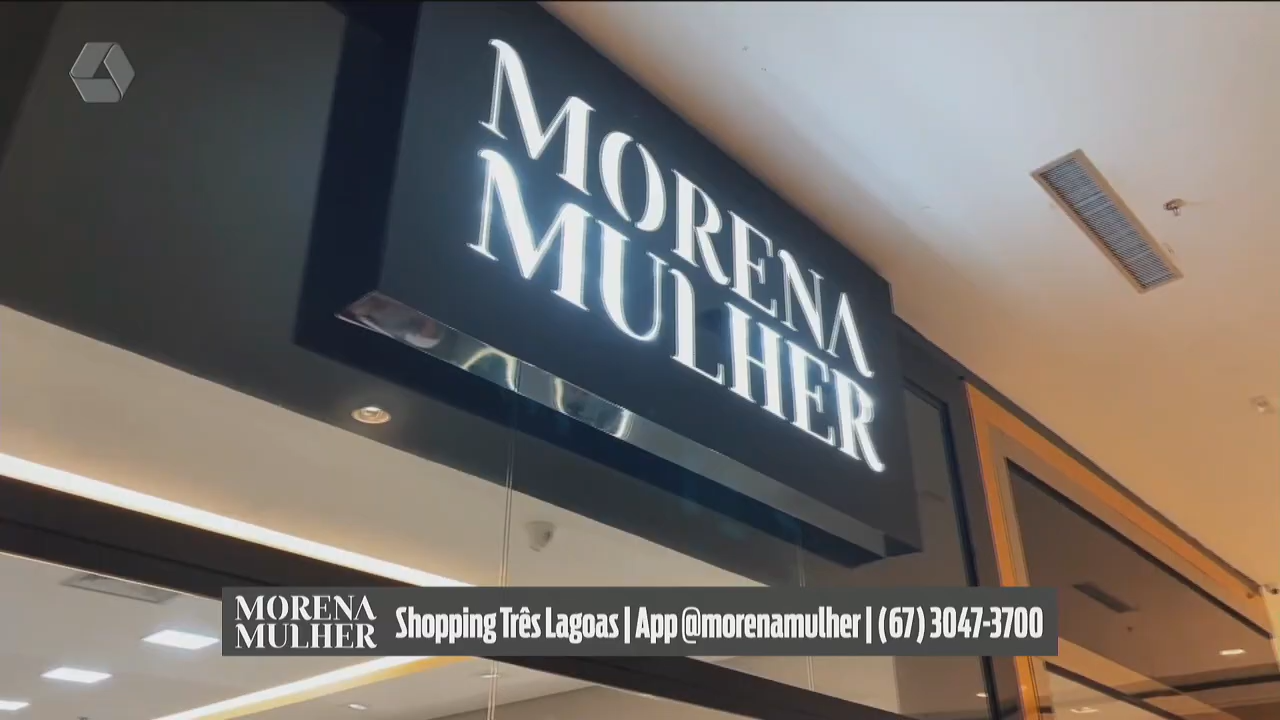 MORENA
MULHER
MORENA
MULHER
Shopping Três Lagoas | App @morenamulher | (67) 3047-3700